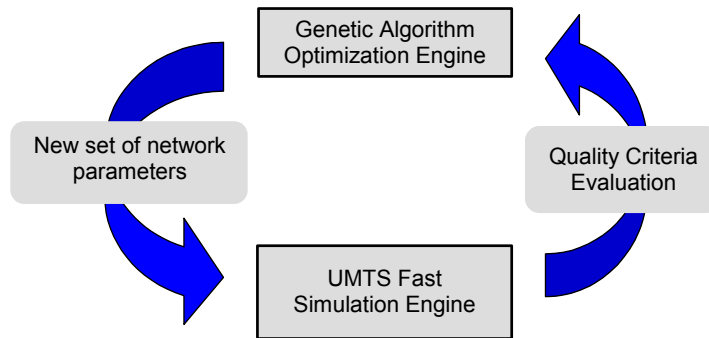 Genetic Algorithm
Optimization Engine
New set of network
parameters
Quality Criteria
Evaluation
UMTS Fast
Simulation Engine